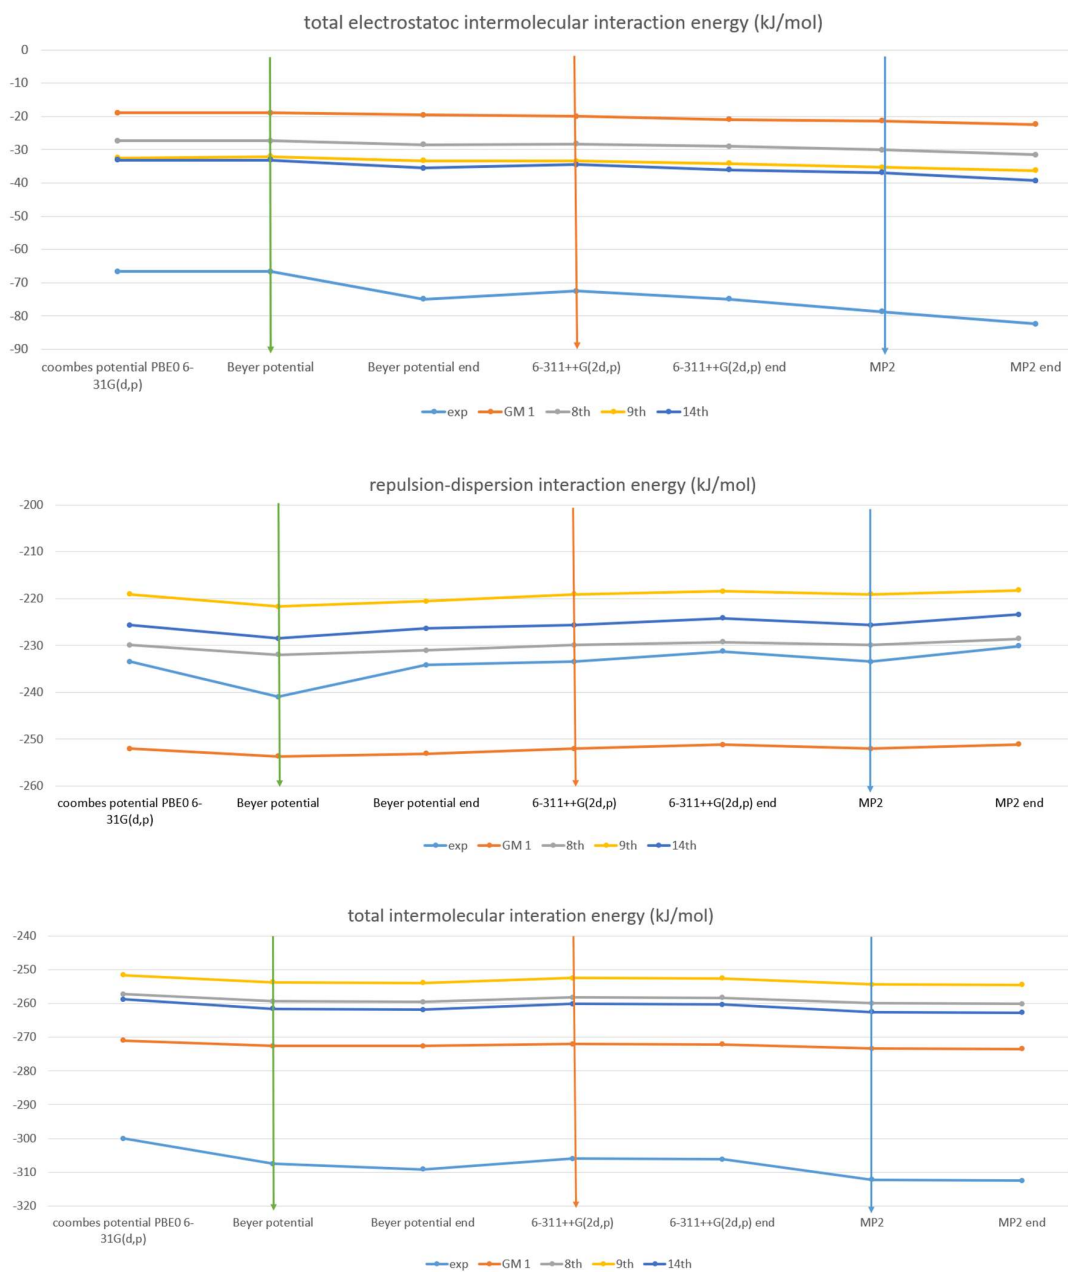 total electrostatoc intermolecular interaction energy (kJ/mol)
0
-10
-20
-30
-40
-50
-60
-70
-80
-90
coombes potential PBE0 6-
31G(d,p)
Beyer potential
Beyer potential end
6-311++G(2d,p)
6-311++G(2d,p) end
MP2
MP2 end
exp GM 1 8th 9th 14th
repulsion-dispersion interaction energy (kJ/mol)
-200
-210
-220
-230
-240
-250
-260
coombes potential PBE0 6-
31G(d,p)
Beyer potential
Beyer potential end
6-311++G(2d,p)
6-311++G(2d,p) end
MP2
MP2 end
exp GM 1 8th 9th 14th
total intermolecular interation energy (kJ/mol)
-240
-250
-260
-270
-280
-290
-300
-310
-320
coombes potential PBE0 6-
31G(d,p)
Beyer potential
Beyer potential end
6-311++G(2d,p)
6-311++G(2d,p) end
MP2
MP2 end
exp GM 1 8th 9th 14th